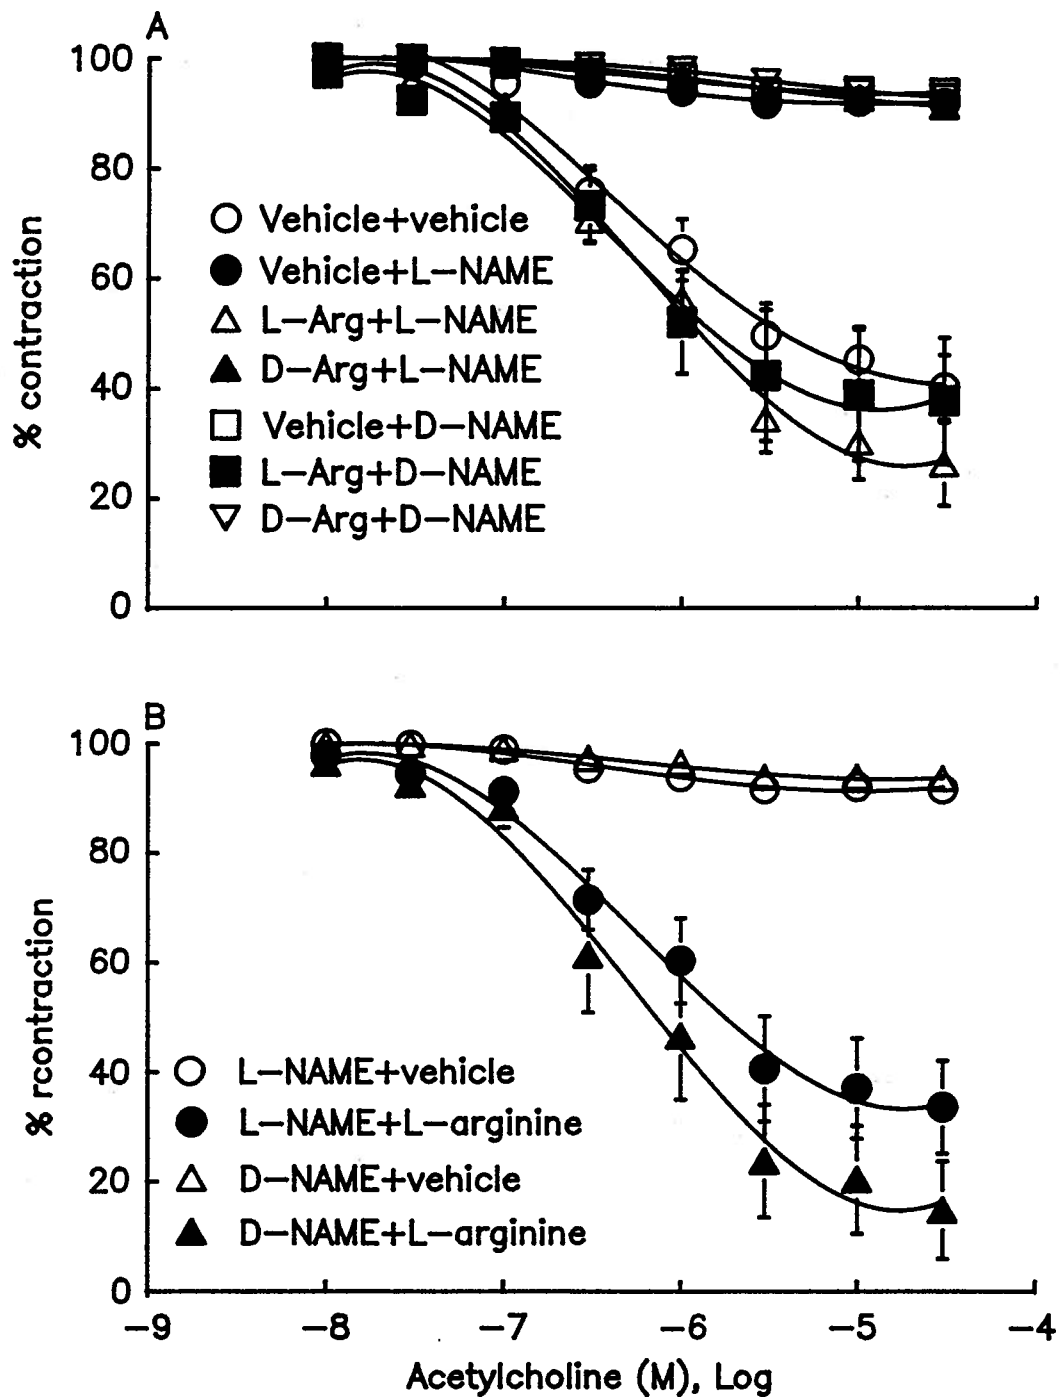 A
100
80
60
40
20
0
% contraction
Vehicle+vehicle
Vehicle+L-NAME
L-Arg+L-NAME
D-Arg+L-NAME
Vehicle+D-NAME
L-Arg+D-NAME
D-Arg+D-NAME
B
100
80
60
40
20
0
% rcontraction
L-NAME+vehicle
L-NAME+L-arginine
D-NAME+vehicle
D-NAME+L-arginine
-9 -8 -7 -6 -5 -4
Acetylcholine (M), Log